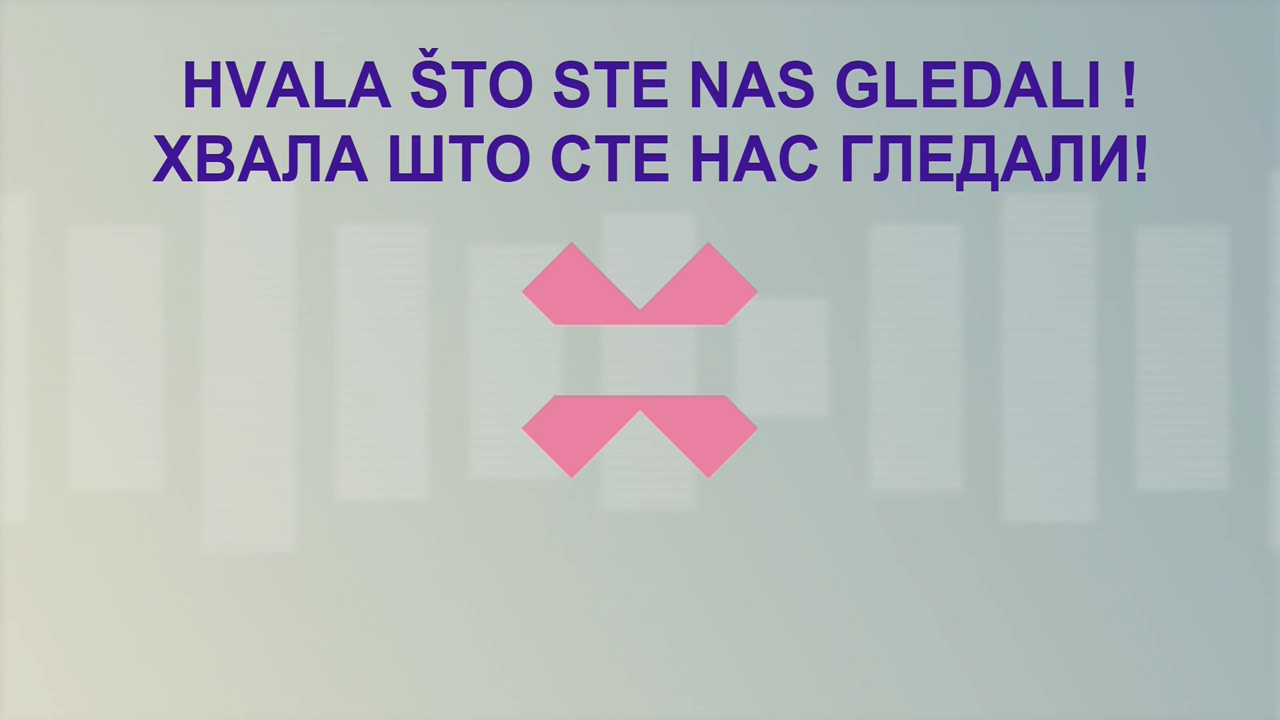 HVALA ŠTO STE NAS GLEDALI !
ХВАЛА ШТО СТЕ НАС ГЛЕДАЛИ!